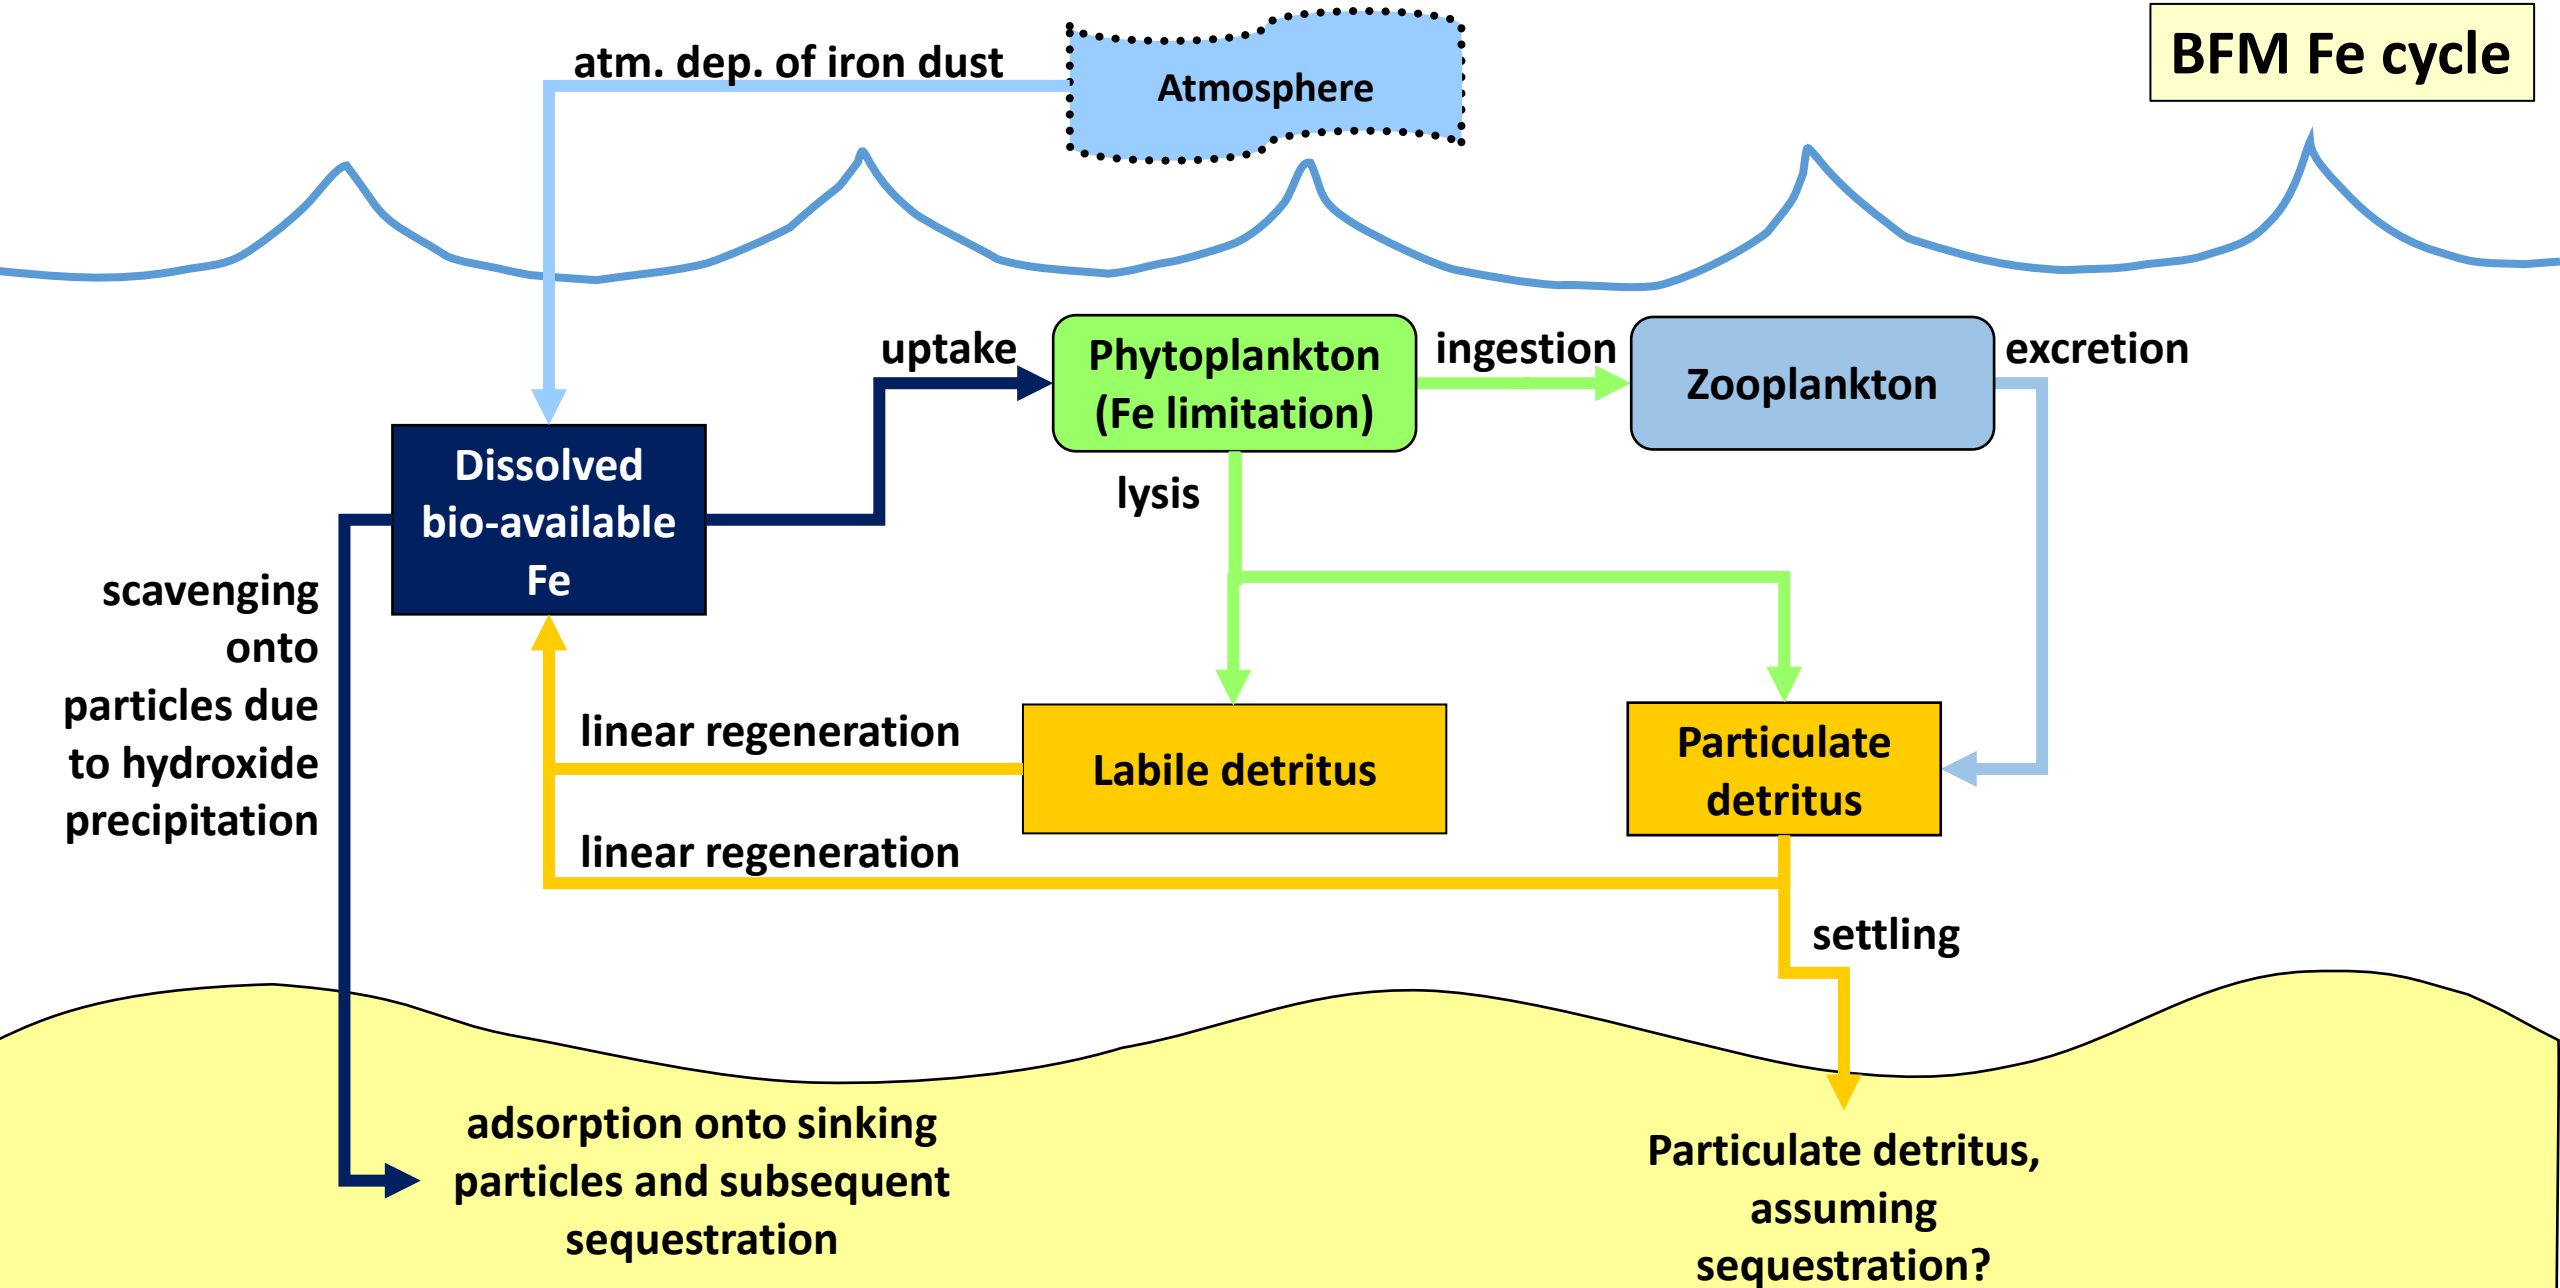 atm. dep. of iron dust
Atmosphere
BFM Fe cycle
uptake
Phytoplankton
(Fe limitation)
ingestion
Zooplankton
excretion
Dissolved
bio-available
Fe
lysis
scavenging
onto
particles due
to hydroxide
precipitation
linear regeneration
Labile detritus
Particulate
detritus
linear regeneration
settling
adsorption onto sinking
particles and subsequent
sequestration
Particulate detritus,
assuming
sequestration?